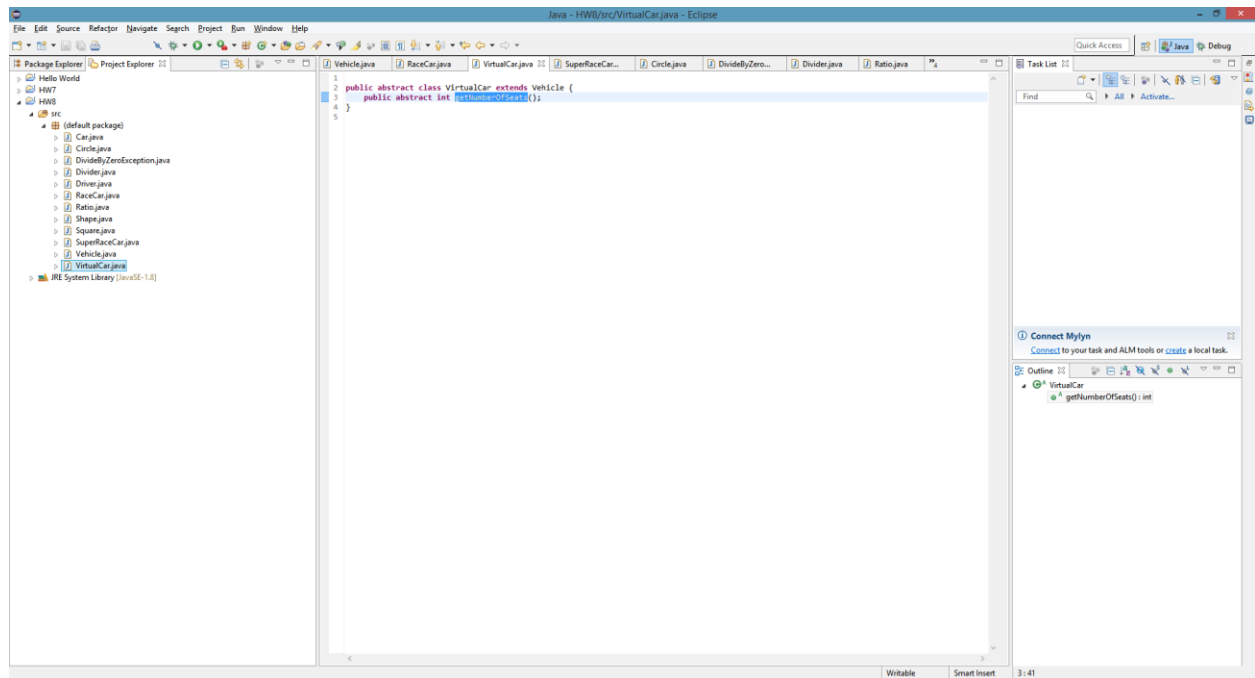 Java - HW8/src/VirtualCar.java - Eclipse
File Edit Source Refactor Navigate Search Project Run Window Help
Quick Access Java Debug
Package Explorer Project Explorer
Hello World
HW7
HW8
src
(default package)
Car.java
Circle.java
DivideByZeroException.java
Divider.java
Driver.java
RaceCar.java
Ratio.java
Shape.java
Square.java
SuperRaceCar.java
Vehicle.java
VirtualCar.java
JRE System Library [JavaSE-1.8]
Vehicle.java RaceCar.java VirtualCar.java SuperRaceCar... Circle.java DivideByZero... Divider.java Ratio.java »4
1
2 public abstract class VirtualCar extends Vehicle {
3 public abstract int getNumberOfSeats();
4 }
5
Task List
Find All Activate...
Connect Mylyn
Connect to your task and ALM tools or create a local task.
Outline
VirtualCar
getNumberOfSeats() : int
Writable Smart Insert 3 : 41